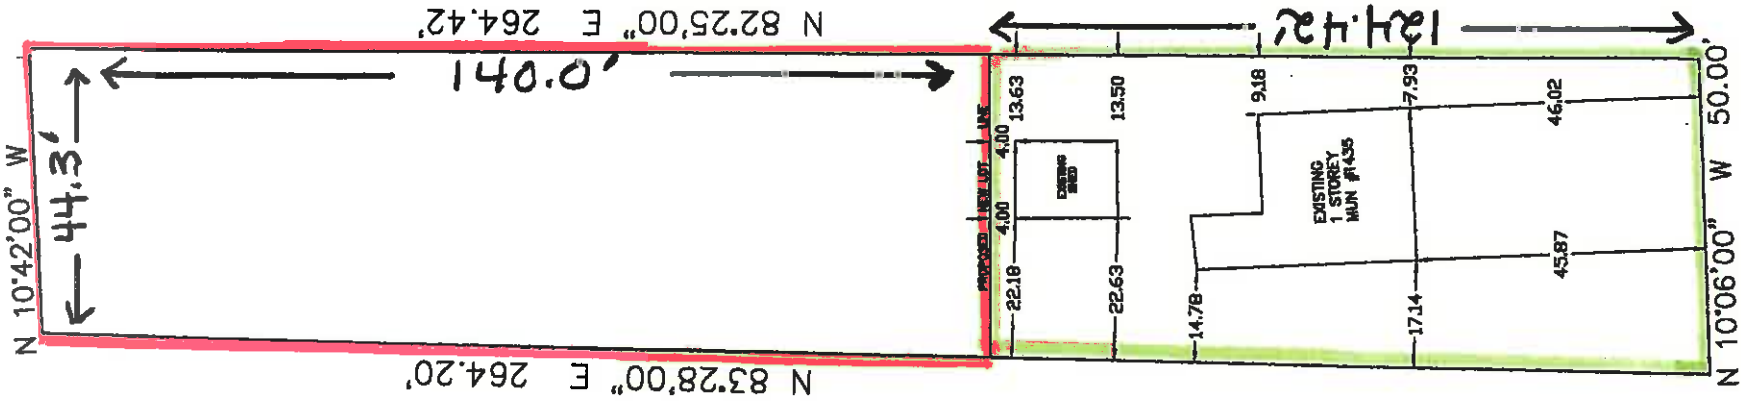 N 82°25'00" E 264.42'
124.42'
140.0'
N 10°42'00" W
44.3'
PROPOSED NEW LOT LINE
4.00
4.00
13.63
13.50
9.18
7.93
46.02
50.00'
EXISTING
SHED
EXISTING
1 STOREY
MUN #1435
22.18
22.63
14.78
17.14
45.87
N 10°06'00" W
N 83°28'00" E 264.20'